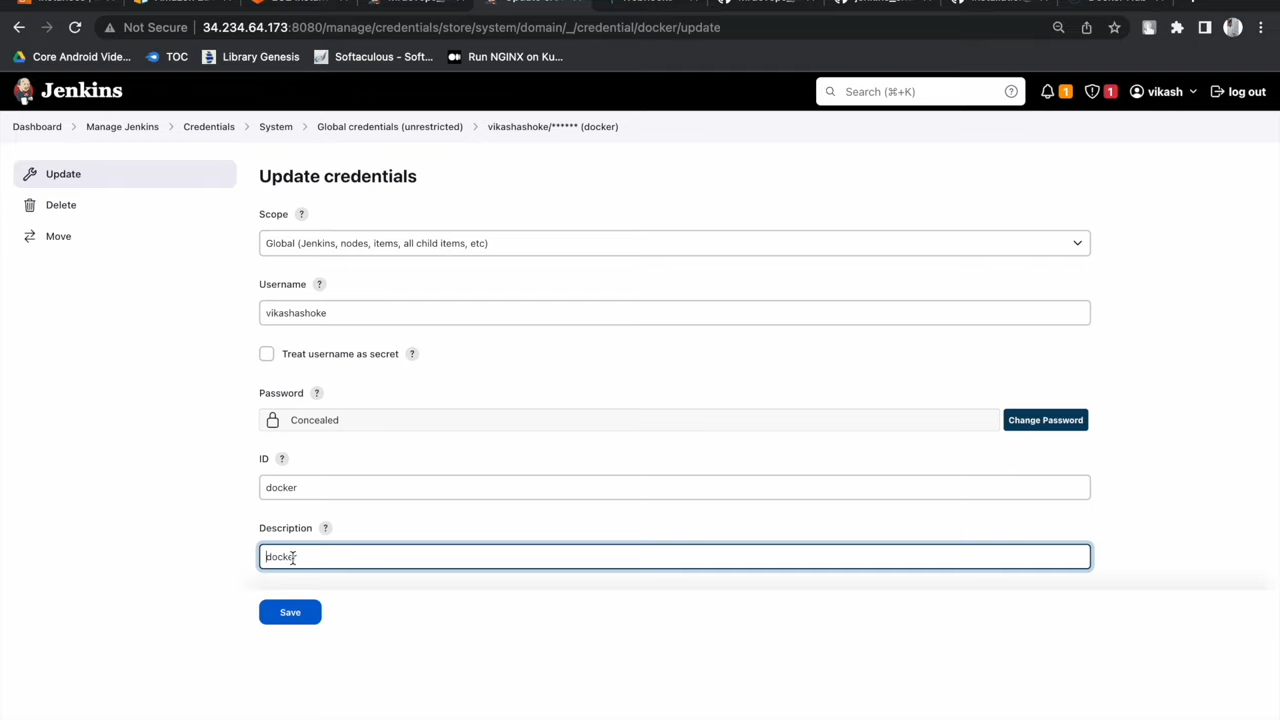 Not Secure 34.234.64.173:8080/manage/credentials/store/system/domain/_/credential/docker/update
Core Android Vide... TOC Library Genesis Softaculous - Soft... Run NGINX on Ku...
Jenkins Search (⌘+K) ? 1 1 vikash log out
Dashboard > Manage Jenkins > Credentials > System > Global credentials (unrestricted) > vikashashoke/****** (docker)
Update
Delete
Move
Update credentials
Scope ?
Global (Jenkins, nodes, items, all child items, etc)
Username ?
vikashashoke
Treat username as secret ?
Password ?
Concealed Change Password
ID ?
docker
Description ?
docker
Save